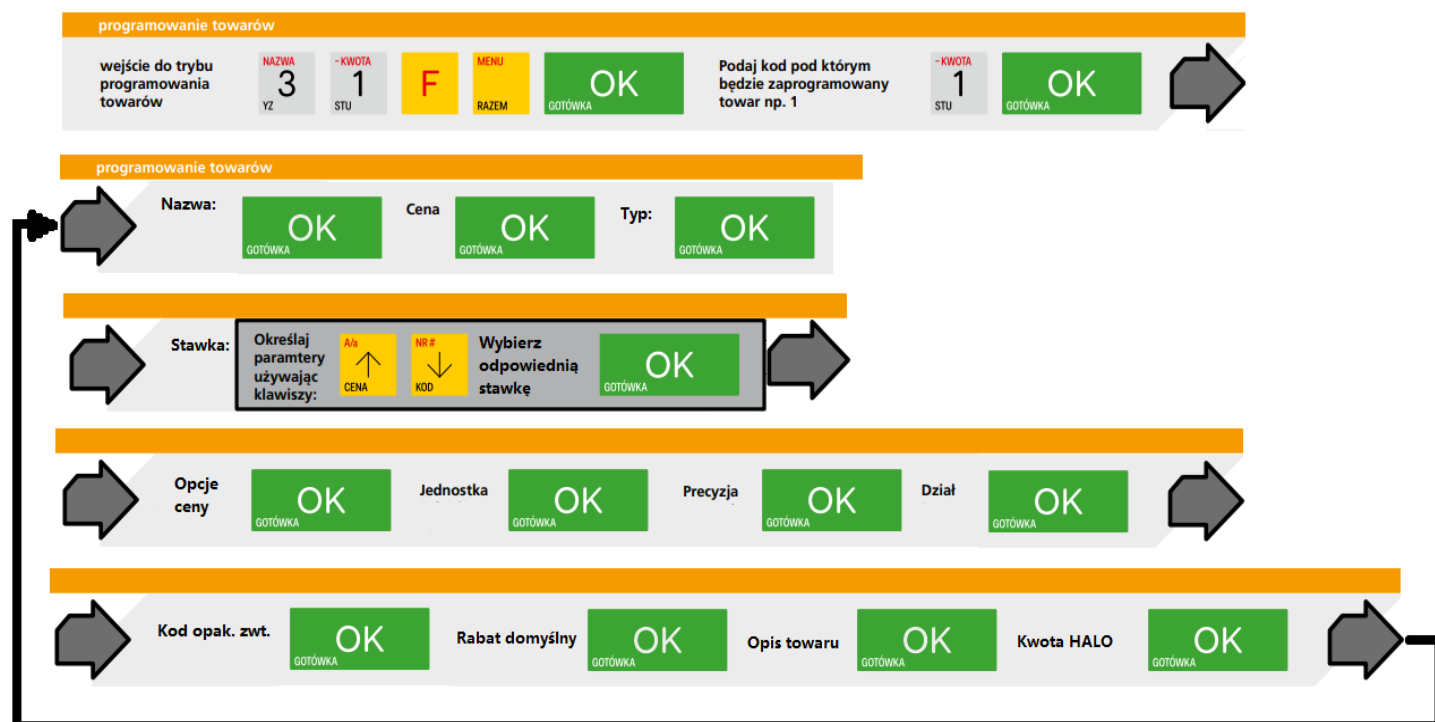 programowanie towarów
wejście do trybu
programowania
towarów
NAZWA
3
YZ
-KWOTA
1
STU
F
MENU
RAZEM
OK
GOTÓWKA
Podaj kod pod którym
będzie zaprogramowany
towar np. 1
-KWOTA
1
STU
OK
GOTÓWKA
programowanie towarów
Nazwa:
OK
GOTÓWKA
Cena
OK
GOTÓWKA
Typ:
OK
GOTÓWKA
Stawka:
Określaj
paramtery
używając
klawiszy:
A/a
CENA
NR #
KOD
Wybierz
odpowiednią
stawkę
OK
GOTÓWKA
Opcje
ceny
OK
GOTÓWKA
Jednostka
OK
GOTÓWKA
Precyzja
OK
GOTÓWKA
Dział
OK
GOTÓWKA
Kod opak. zwt.
OK
GOTÓWKA
Rabat domyślny
OK
GOTÓWKA
Opis towaru
OK
GOTÓWKA
Kwota HALO
OK
GOTÓWKA